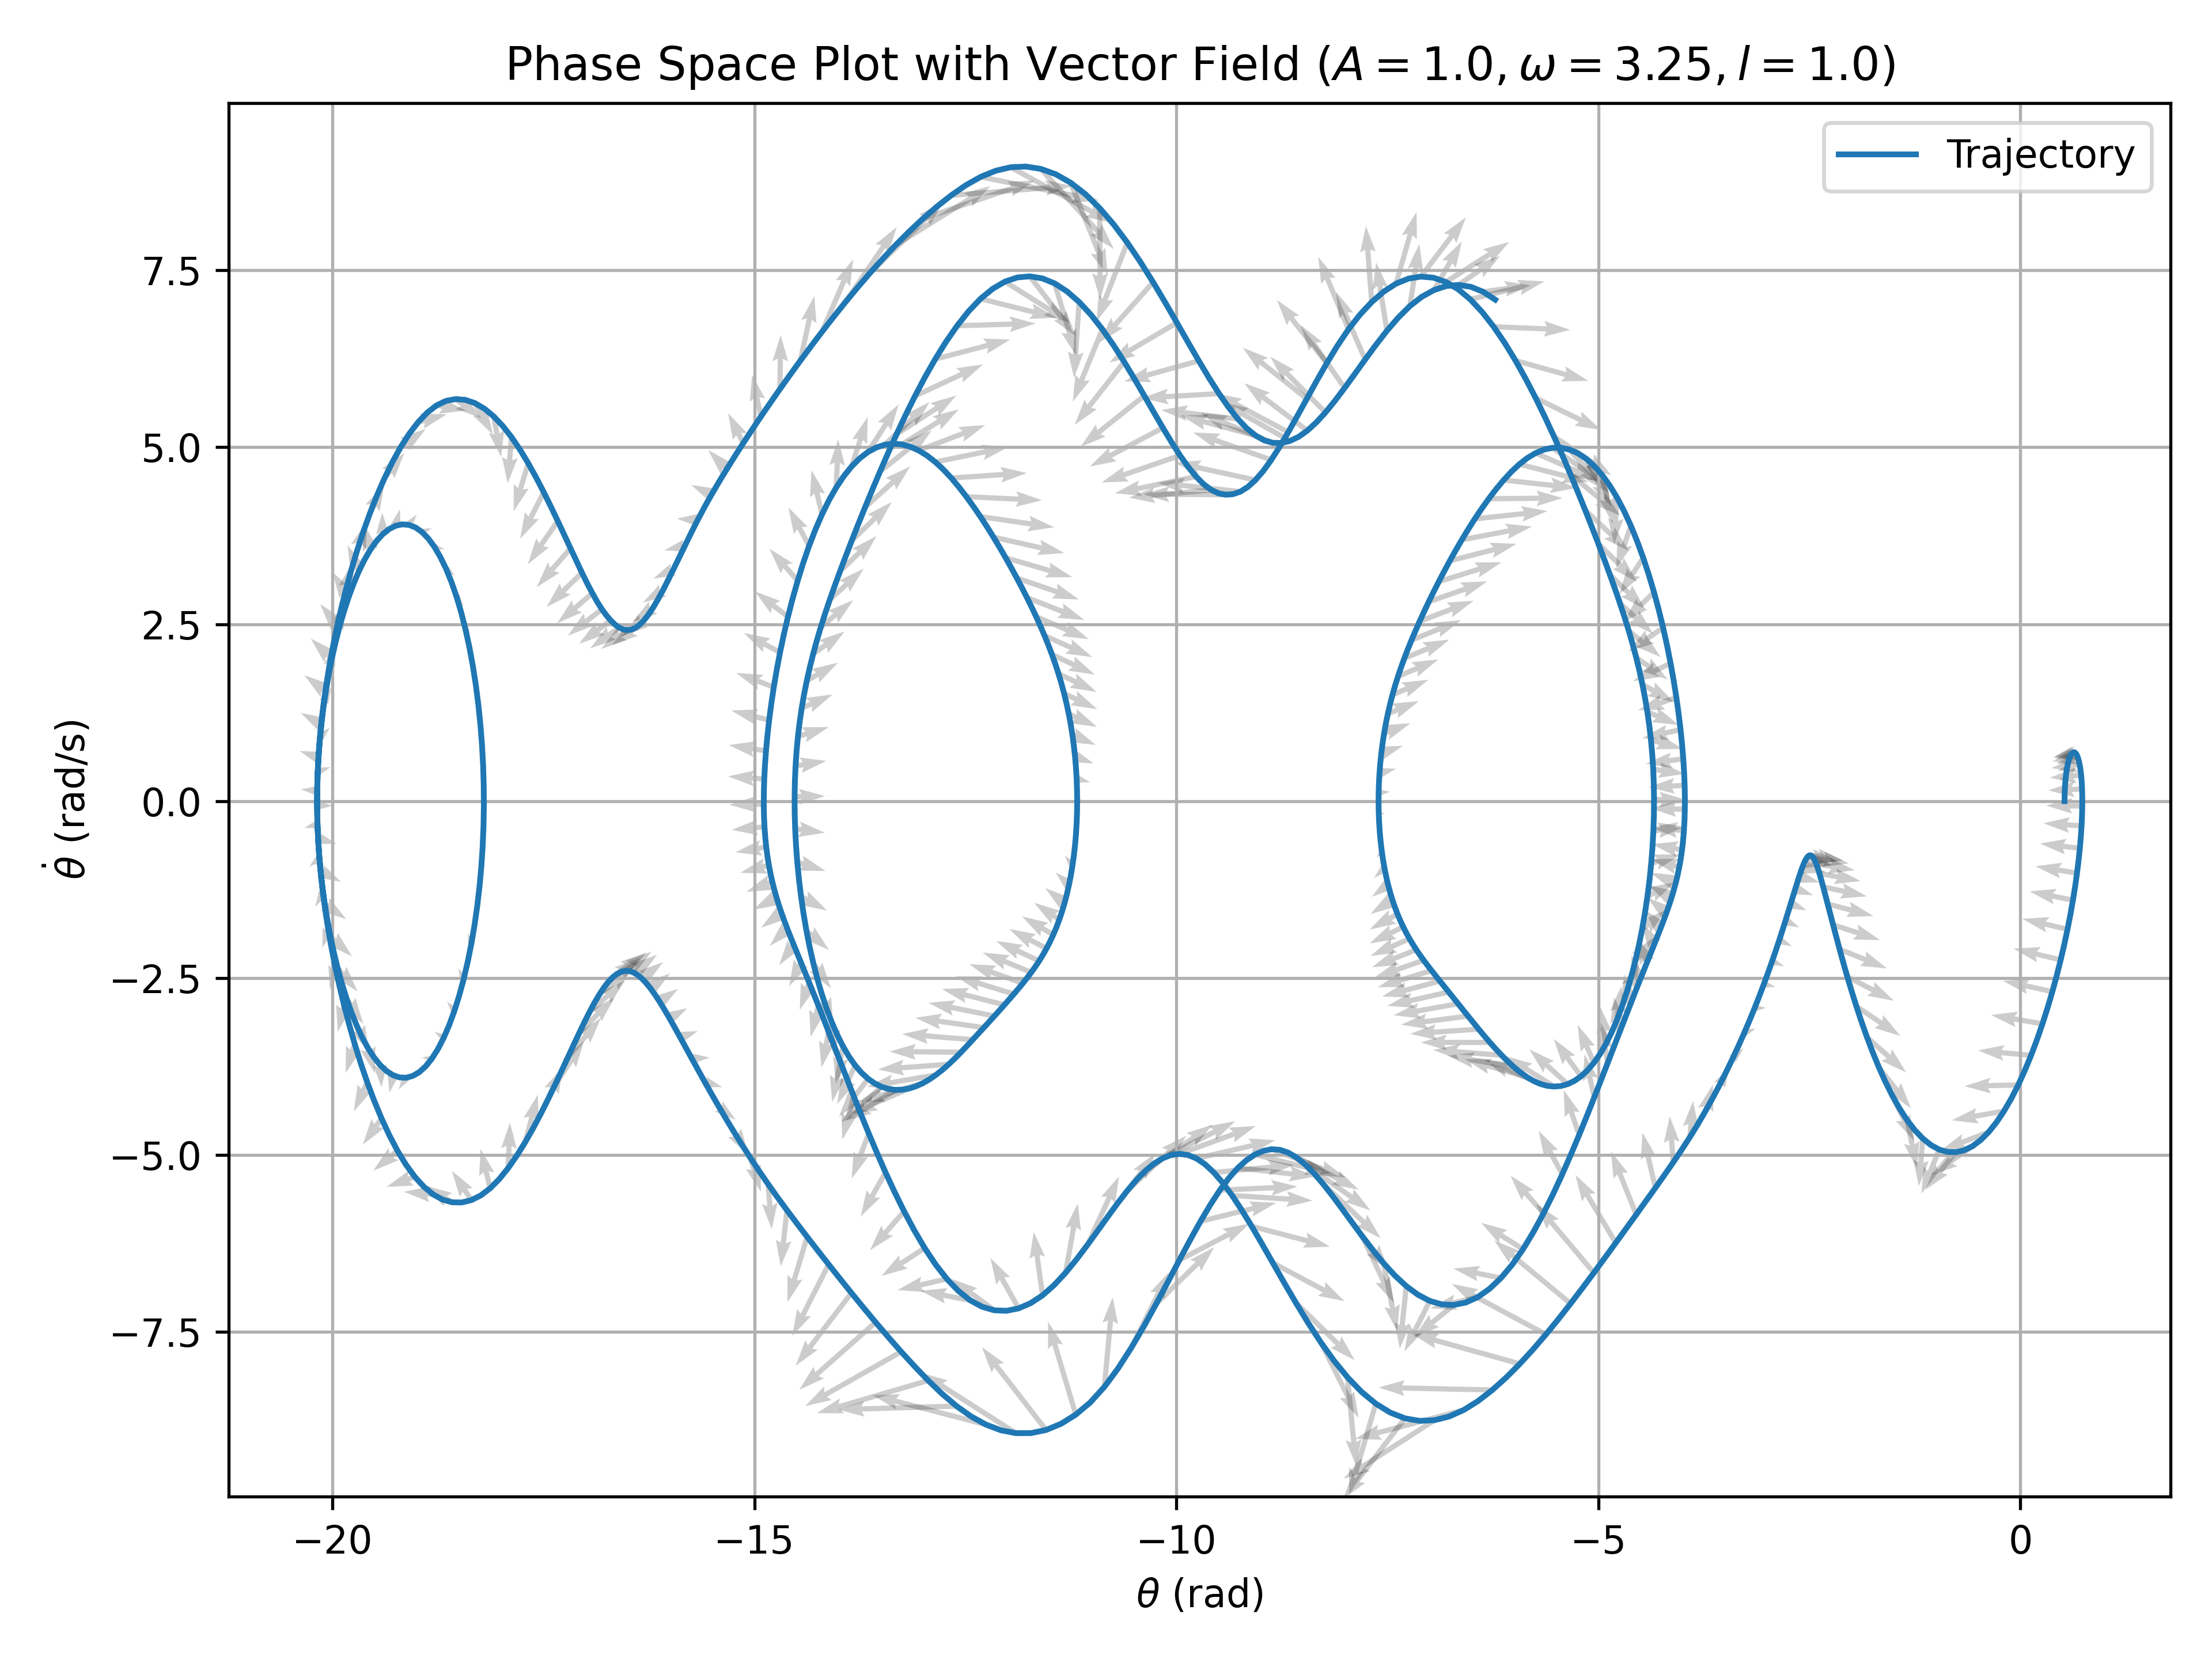 Phase Space Plot with Vector Field (A = 1.0, ω = 3.25, l = 1.0)
Trajectory
7.5
5.0
2.5
0.0
−2.5
−5.0
−7.5
θ̇ (rad/s)
−20 −15 −10 −5 0
θ (rad)